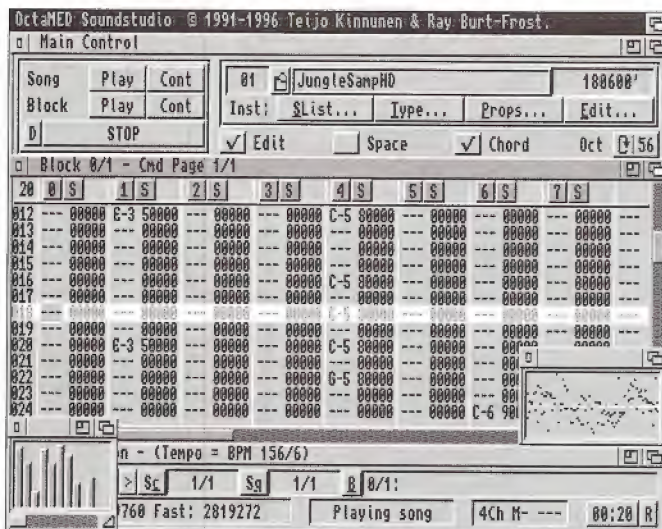 OctaMED Soundstudio © 1991-1996 Teijo Kinnunen & Ray Burt-Frost.
Main Control
Song Play Cont 01 JungleSampHD 180600'
Block Play Cont Inst: SList... Type... Props... Edit...
D STOP Edit Space Chord Oct 56
Block 0/1 - Cmd Page 1/1
20 0 S 1 S 2 S 3 S 4 S 5 S 6 S 7 S
012 --- 00000 E-3 50000 --- 00000 --- 00000 C-5 80000 --- 00000 --- 00000 --- 00000 ---
013 --- 00000 --- 00000 --- 00000 --- 00000 --- 00000 --- 00000 --- 00000 --- 00000 ---
014 --- 00000 --- 00000 --- 00000 --- 00000 --- 00000 --- 00000 --- 00000 --- 00000 ---
015 --- 00000 --- 00000 --- 00000 --- 00000 --- 00000 --- 00000 --- 00000 --- 00000 ---
016 --- 00000 --- 00000 --- 00000 --- 00000 C-5 80000 --- 00000 --- 00000 --- 00000 ---
017 --- 00000 --- 00000 --- 00000 --- 00000 --- 00000 --- 00000 --- 00000 --- 00000 ---
019 --- 00000 --- 00000 --- 00000 --- 00000 --- 00000 --- 00000 --- 00000 --- 00000 ---
020 --- 00000 E-3 50000 --- 00000 --- 00000 C-5 80000 --- 00000 --- 00
021 --- 00000 --- 00000 --- 00000 --- 00000 --- 00000 --- 00000 --- 00
022 --- 00000 --- 00000 --- 00000 --- 00000 G-5 80000 --- 00000 --- 00
023 --- 00000 --- 00000 --- 00000 --- 00000 --- 00000 --- 00000 --- 00
024 --- 00000 --- 00000 --- 00000 --- 00000 --- 00000 --- 00000 C-6 90
n - (Tempo = BPM 156/6)
> Sc 1/1 Sq 1/1 B 0/1:
760 Fast: 2819272 Playing song 4Ch M- --- 00:20 R